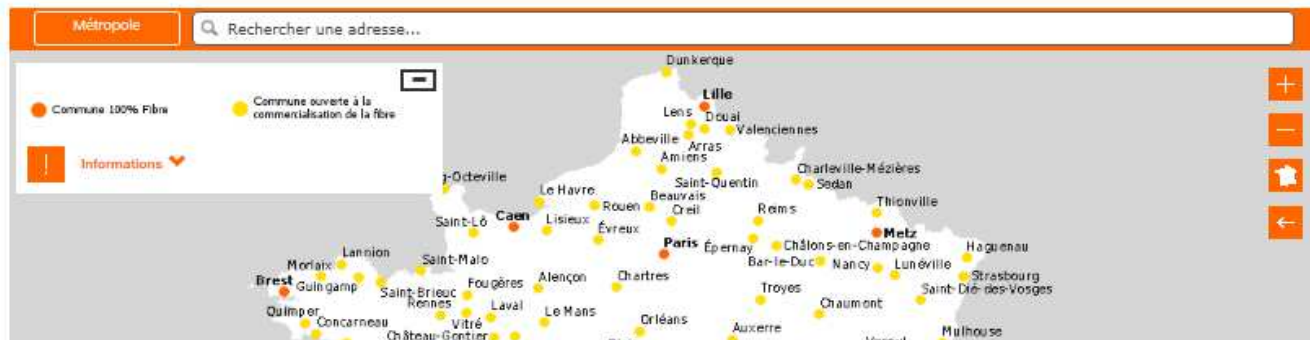 Métropole
Rechercher une adresse...
Commune 100% Fibre
Commune ouverte à la
commercialisation de la fibre
Informations
Dunkerque
Lille
Lens
Douai
Valenciennes
Abbeville
Arras
Amiens
Charleville-Mézières
g-Octeville
Saint-Quentin
Sedan
Le Havre
Beauvais
Rouen
Creil
Reims
Thionville
Saint-Lô
Caen
Lisieux
Évreux
Metz
Paris
Épernay
Châlons-en-Champagne
Haguenau
Lannion
Saint-Malo
Bar-le-Duc
Nancy
Lunéville
Morlaix
Strasbourg
Brest
Guingamp
Saint-Brieuc
Fougères
Alençon
Chartres
Troyes
Saint-Dié-des-Vosges
Rennes
Laval
Chaumont
Quimper
Concarneau
Vitré
Le Mans
Orléans
Auxerre
Mulhouse
Château-Gontier